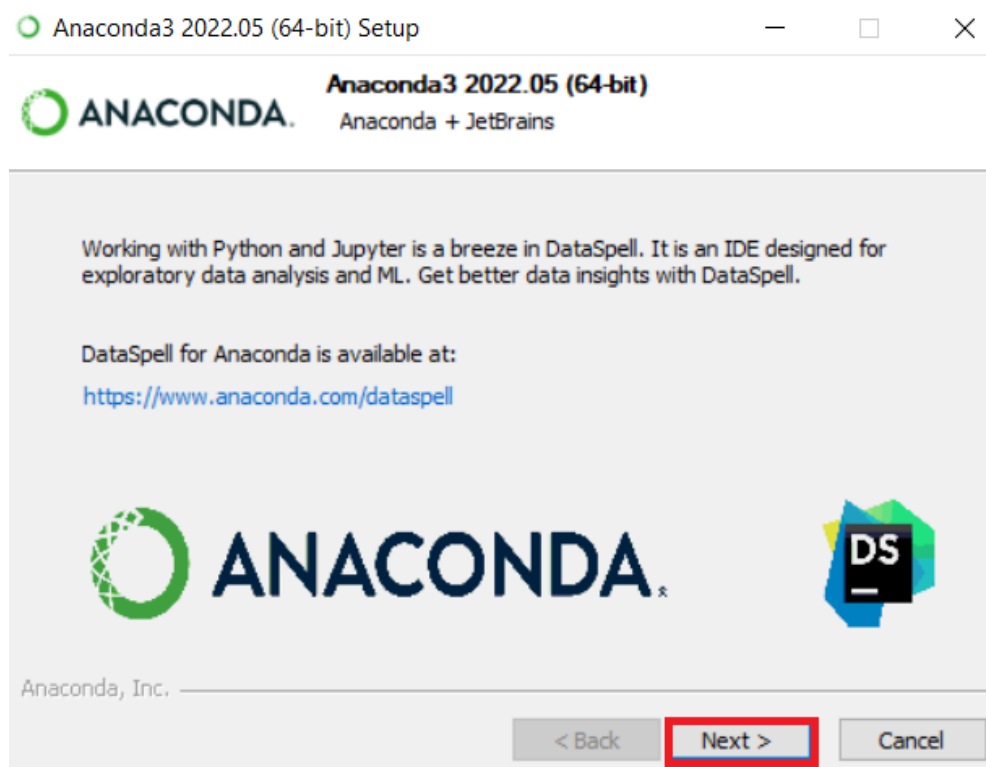 Anaconda3 2022.05 (64-bit) Setup
ANACONDA.
Anaconda3 2022.05 (64-bit)
Anaconda + JetBrains
Working with Python and Jupyter is a breeze in DataSpell. It is an IDE designed for
exploratory data analysis and ML. Get better data insights with DataSpell.
DataSpell for Anaconda is available at:
https://www.anaconda.com/dataspell
ANACONDA.
DS
Anaconda, Inc.
< Back
Next >
Cancel